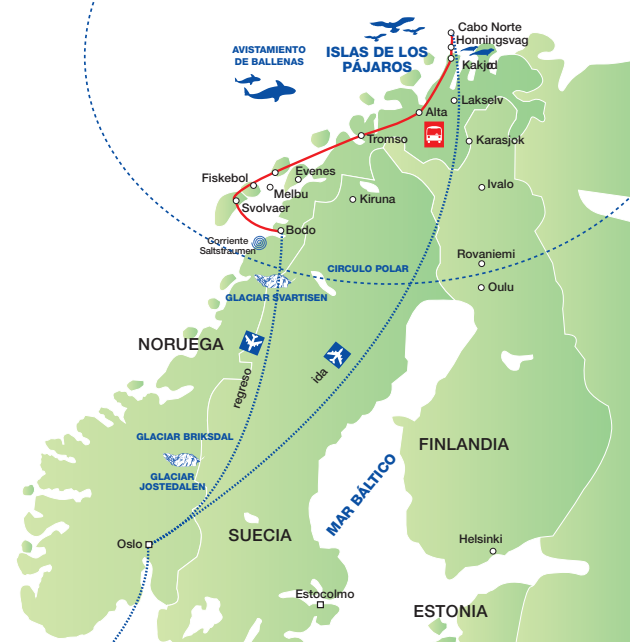 Cabo Norte
Honningsvag
AVISTAMIENTO
DE BALLENAS
ISLAS DE LOS
PÁJAROS
Kakjød
Lakselv
Alta
Tromso
Karasjok
Evenes
Fiskebol
Melbu
Kiruna
Ivalo
Svolvaer
Bodo
Corriente
Saltstraumen
Rovaniemi
CIRCULO POLAR
Oulu
GLACIAR SVARTISEN
NORUEGA
regreso
ida
GLACIAR BRIKSDAL
FINLANDIA
GLACIAR
JOSTEDALEN
MAR BÁLTICO
SUECIA
Oslo
Helsinki
Estocolmo
ESTONIA